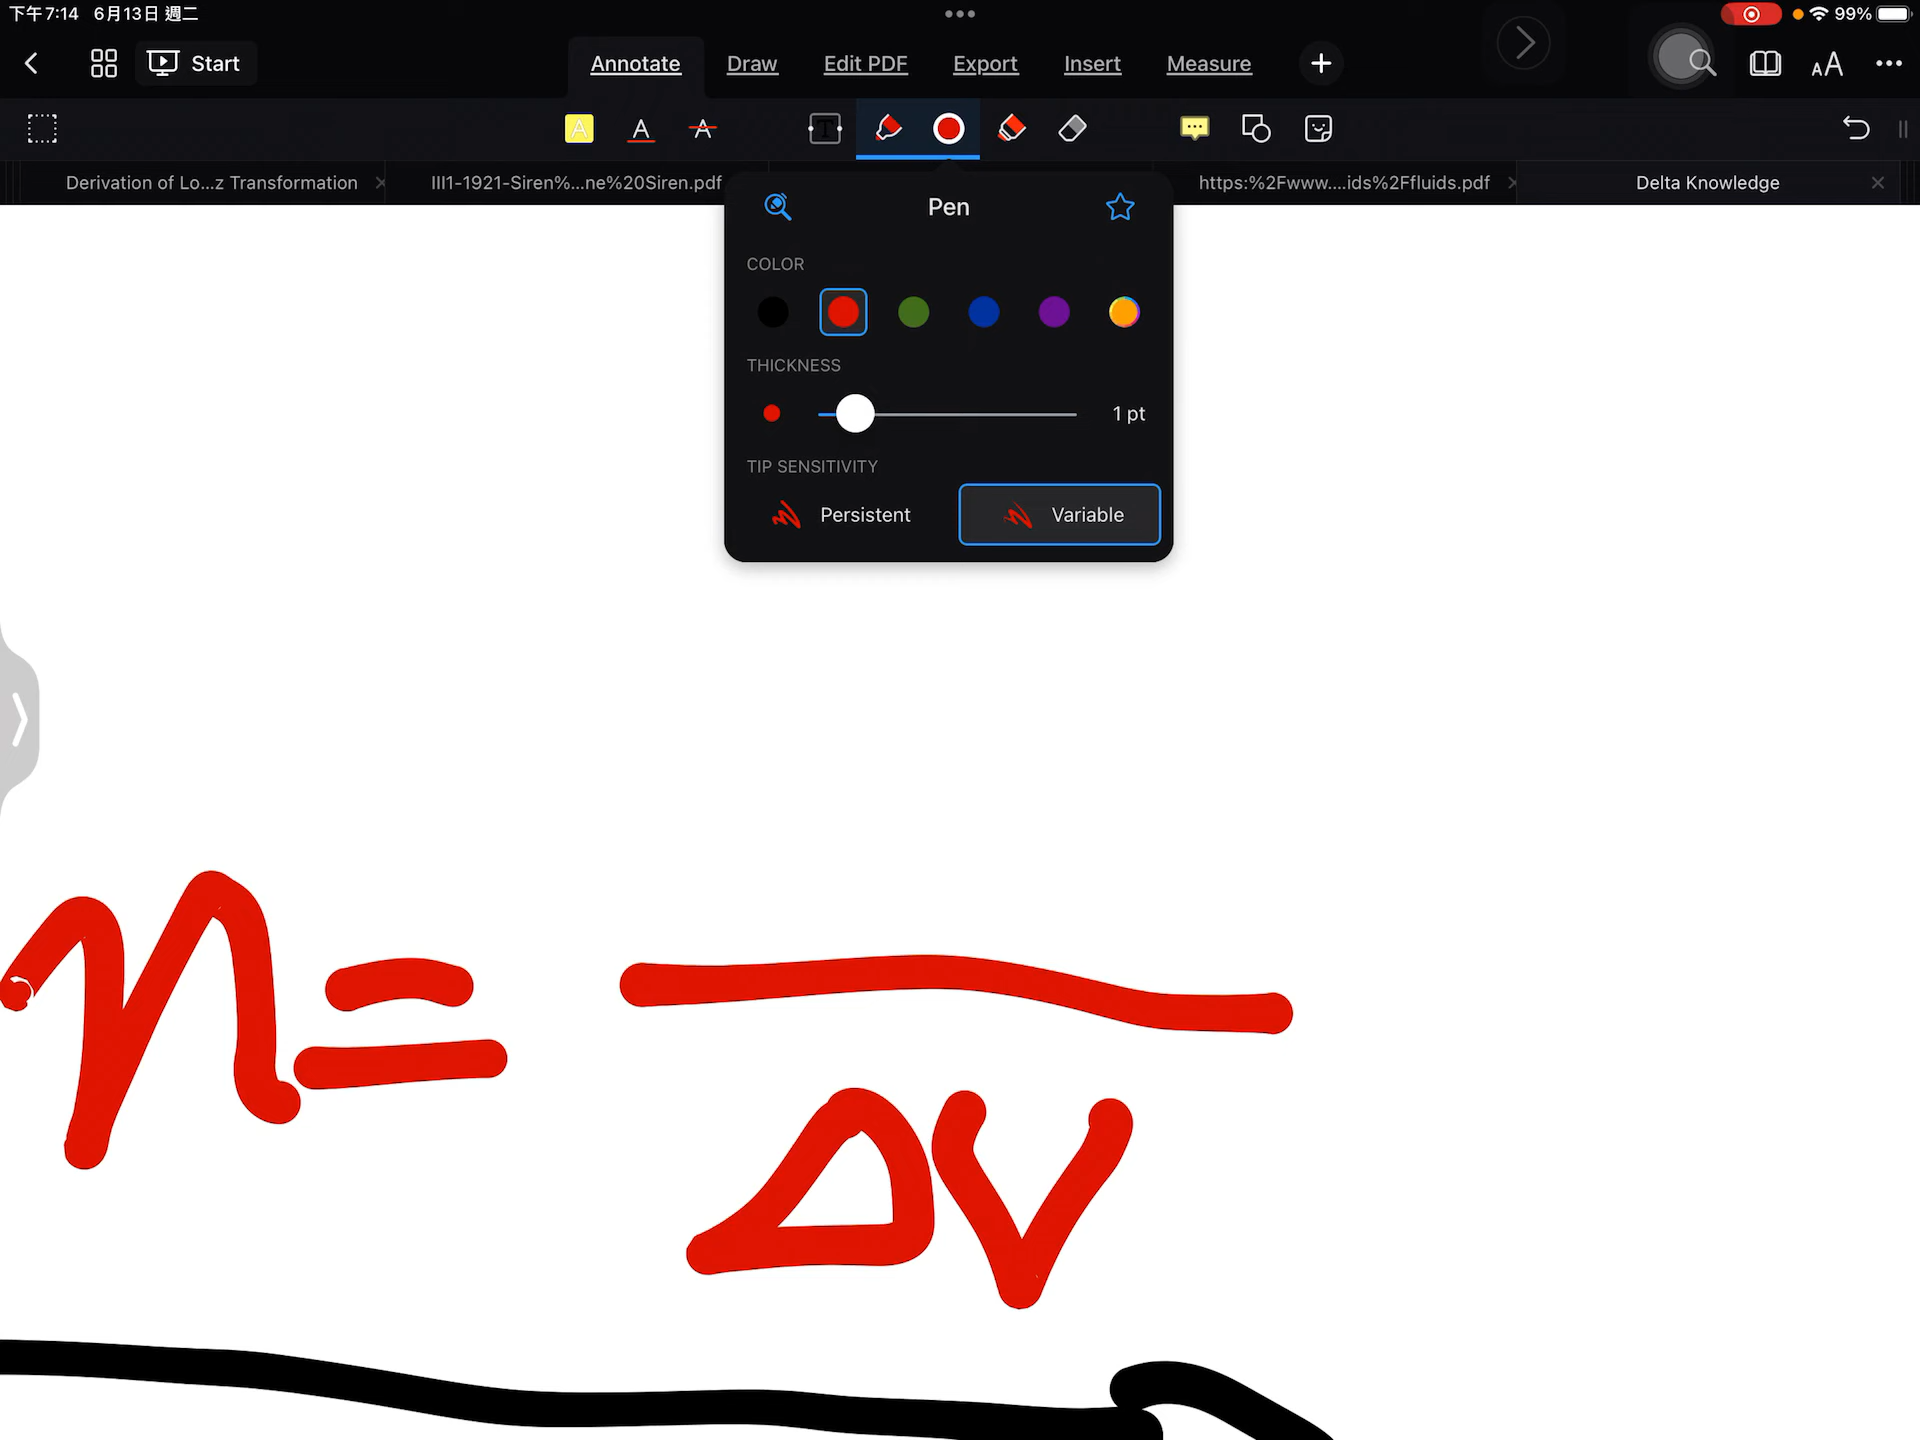 下午7:14 6月13日 週二
99%
Start
Annotate Draw Edit PDF Export Insert Measure
AA
A A A T
Derivation of Lo...z Transformation
III1-1921-Siren%...ne%20Siren.pdf
https:%2Fwww....ids%2Ffluids.pdf
Delta Knowledge
Pen
COLOR
THICKNESS
1 pt
TIP SENSITIVITY
Persistent
Variable
n =
ΔV